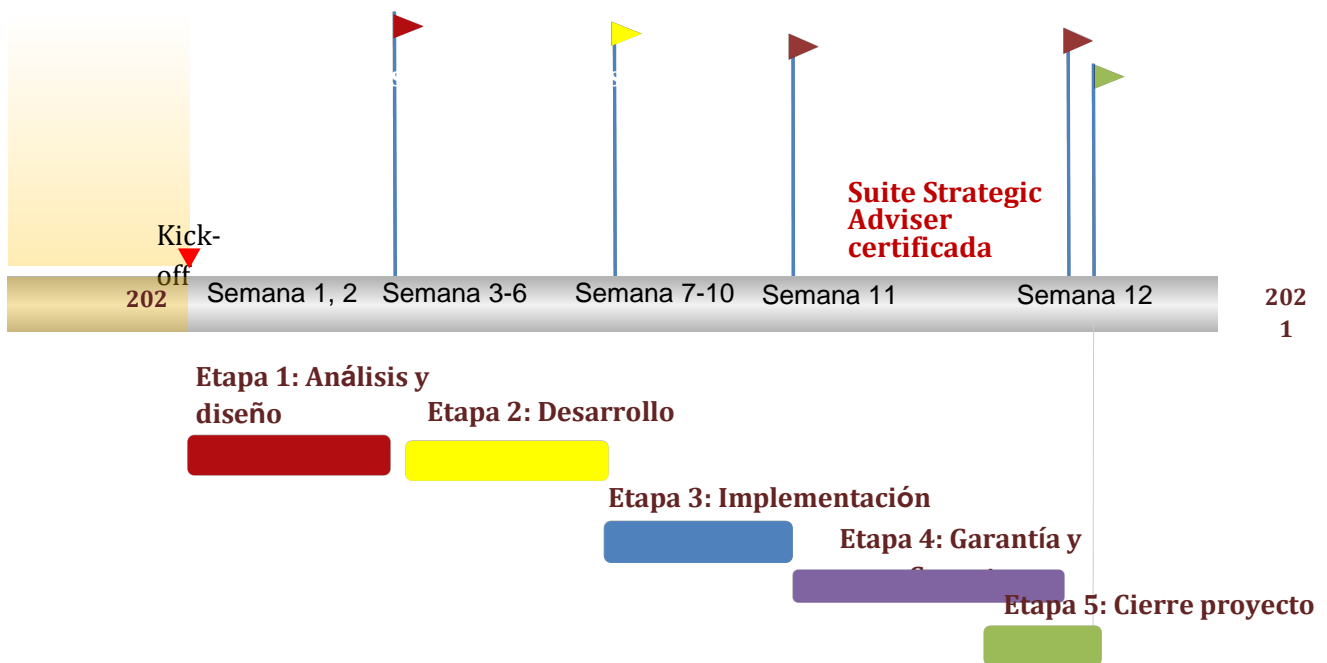 Suite Strategic
Adviser
certificada
Kick-
off
202
Semana 1, 2
Semana 3-6
Semana 7-10
Semana 11
Semana 12
202
1
Etapa 1: Análisis y
diseño
Etapa 2: Desarrollo
Etapa 3: Implementación
Etapa 4: Garantía y
Etapa 5: Cierre proyecto